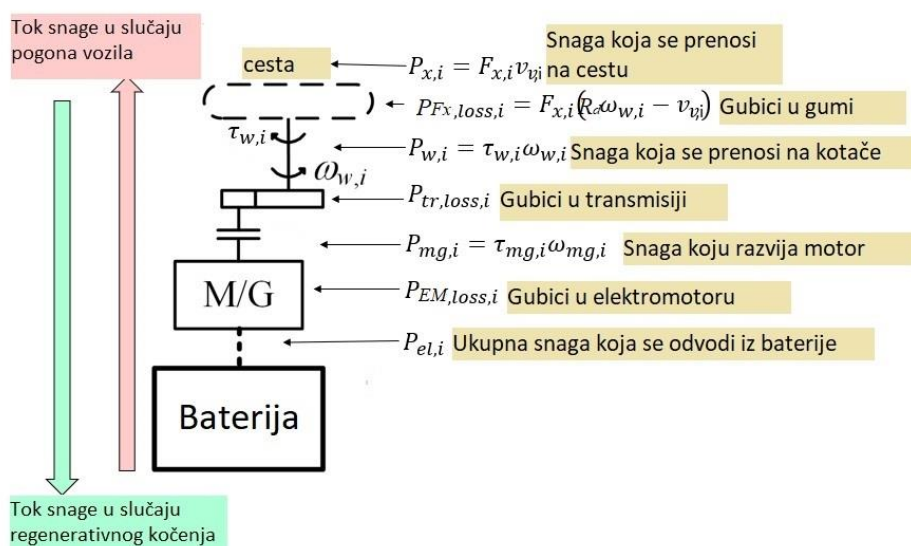 Tok snage u slučaju
pogona vozila
cesta
P_{x,i} = F_{x,i} v_{v,i}
Snaga koja se prenosi
na cestu
P_{Fx,loss,i} = F_{x,i}(R_d ω_{w,i} − v_{v,i}) Gubici u gumi
τ_{w,i}
P_{w,i} = τ_{w,i} ω_{w,i} Snaga koja se prenosi na kotače
ω_{w,i}
P_{tr,loss,i} Gubici u transmisiji
P_{mg,i} = τ_{mg,i} ω_{mg,i} Snaga koju razvija motor
M/G
P_{EM,loss,i} Gubici u elektromotoru
P_{el,i} Ukupna snaga koja se odvodi iz baterije
Baterija
Tok snage u slučaju
regenerativnog kočenja